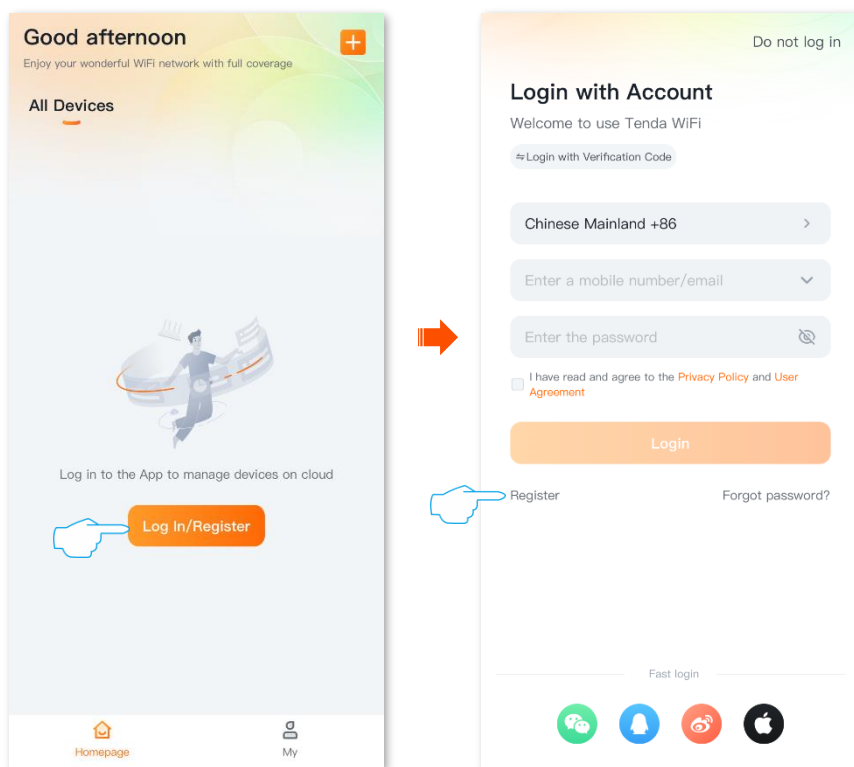 Good afternoon
Enjoy your wonderful WiFi network with full coverage
All Devices
Log in to the App to manage devices on cloud
Log In/Register
Homepage
My
Do not log in
Login with Account
Welcome to use Tenda WiFi
⇋Login with Verification Code
Chinese Mainland +86
Enter a mobile number/email
Enter the password
I have read and agree to the Privacy Policy and User
Agreement
Login
Register
Forgot password?
Fast login